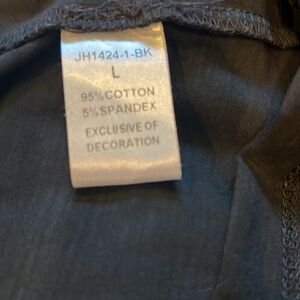 JH1424-1-BK
L
95%COTTON
5%SPANDEX
EXCLUSIVE OF
DECORATION